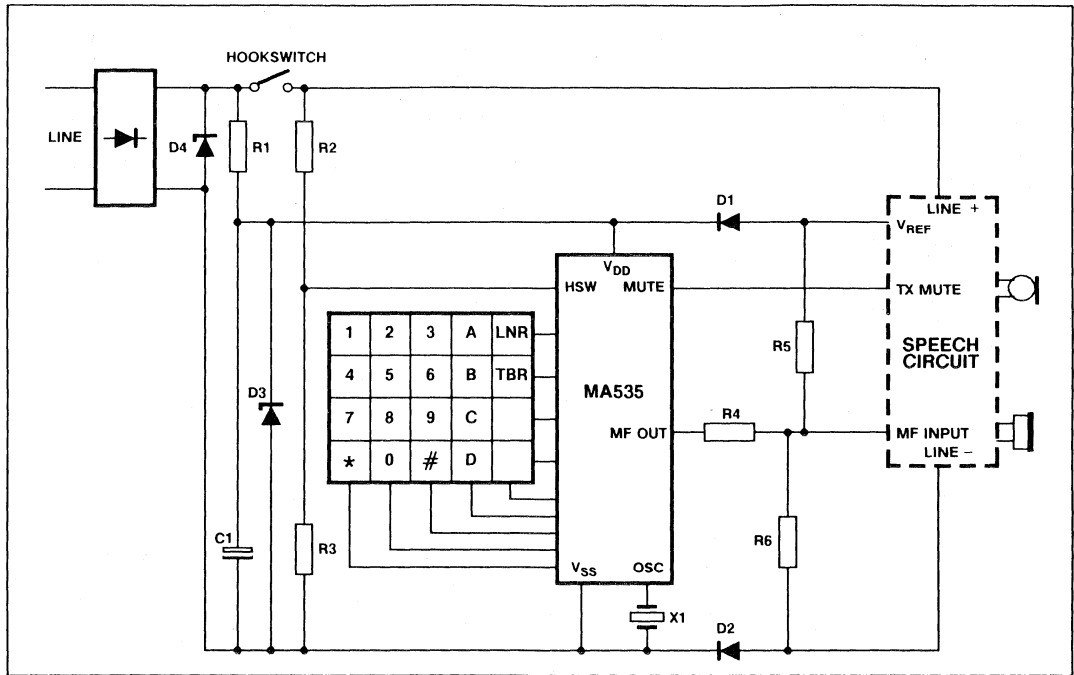 HOOKSWITCH
LINE
D4
R1
R2
D1
LINE +
VREF
VDD
HSW MUTE
TX MUTE
1 2 3 A LNR
4 5 6 B TBR
7 8 9 C
* 0 # D
R5
SPEECH
CIRCUIT
MA535
D3
R4
MF OUT
MF INPUT
LINE −
C1
R3
R6
VSS OSC
X1
D2